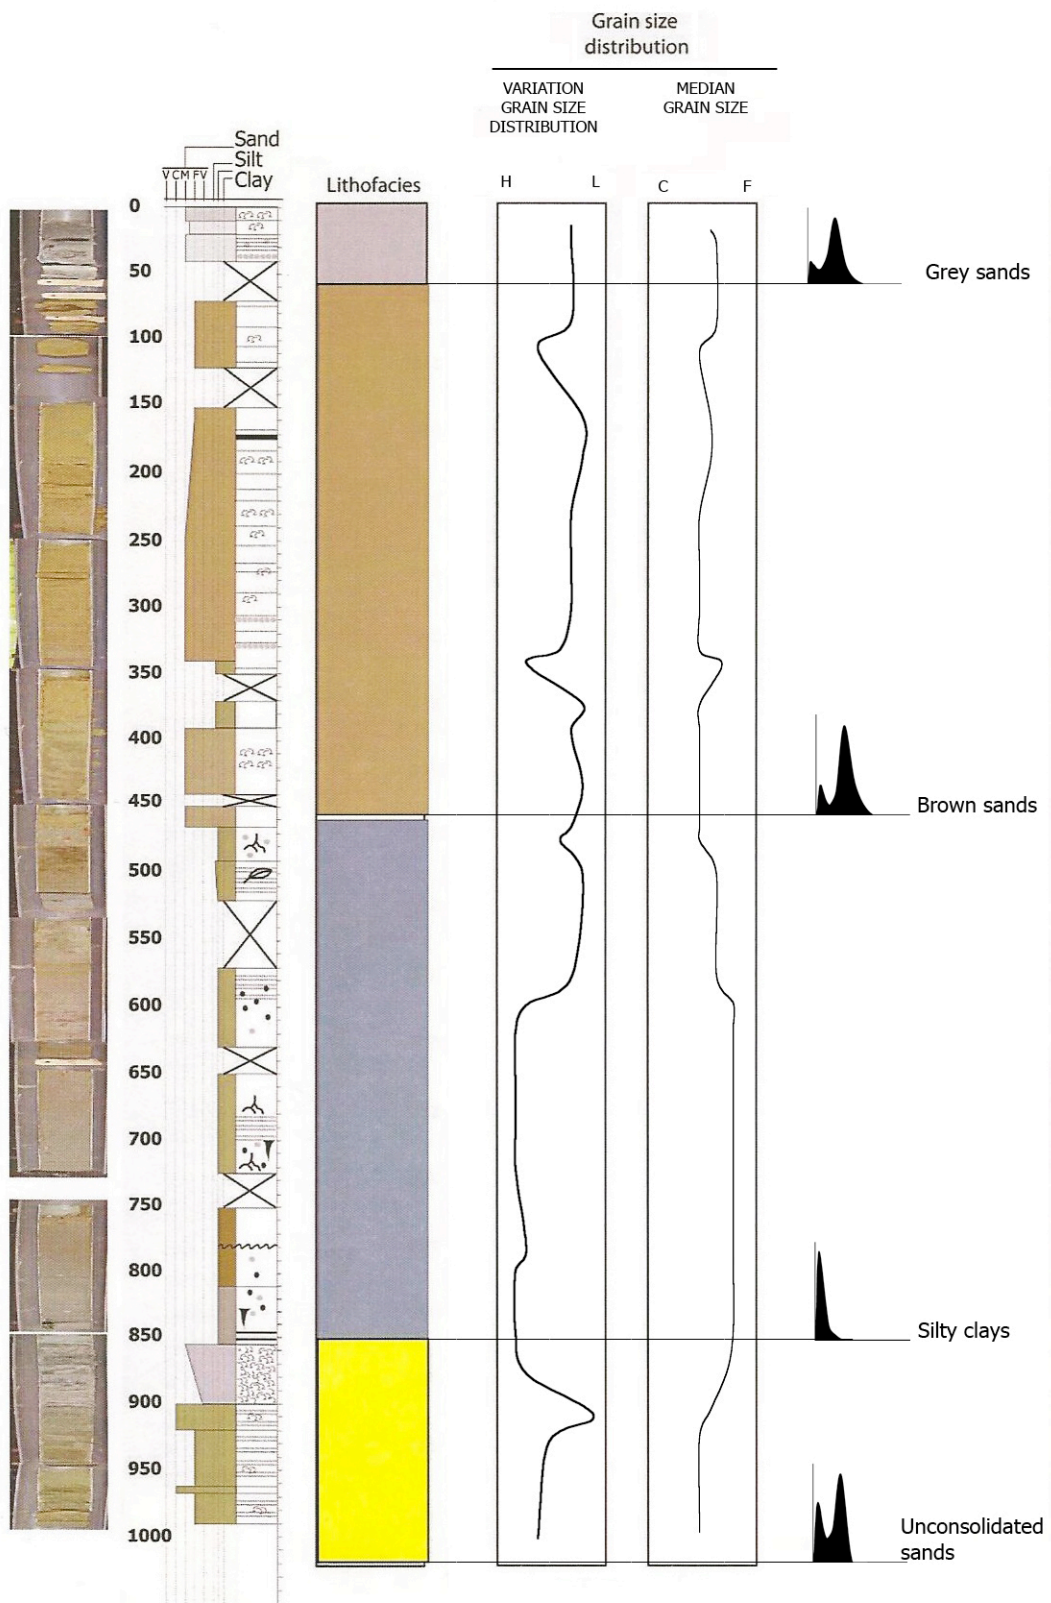 Grain size
distribution
VARIATION
GRAIN SIZE
DISTRIBUTION
MEDIAN
GRAIN SIZE
Sand
Silt
Clay
V C M F V
Lithofacies
H L
C F
0
50
100
150
200
250
300
350
400
450
500
550
600
650
700
750
800
850
900
950
1000
Grey sands
Brown sands
Silty clays
Unconsolidated
sands